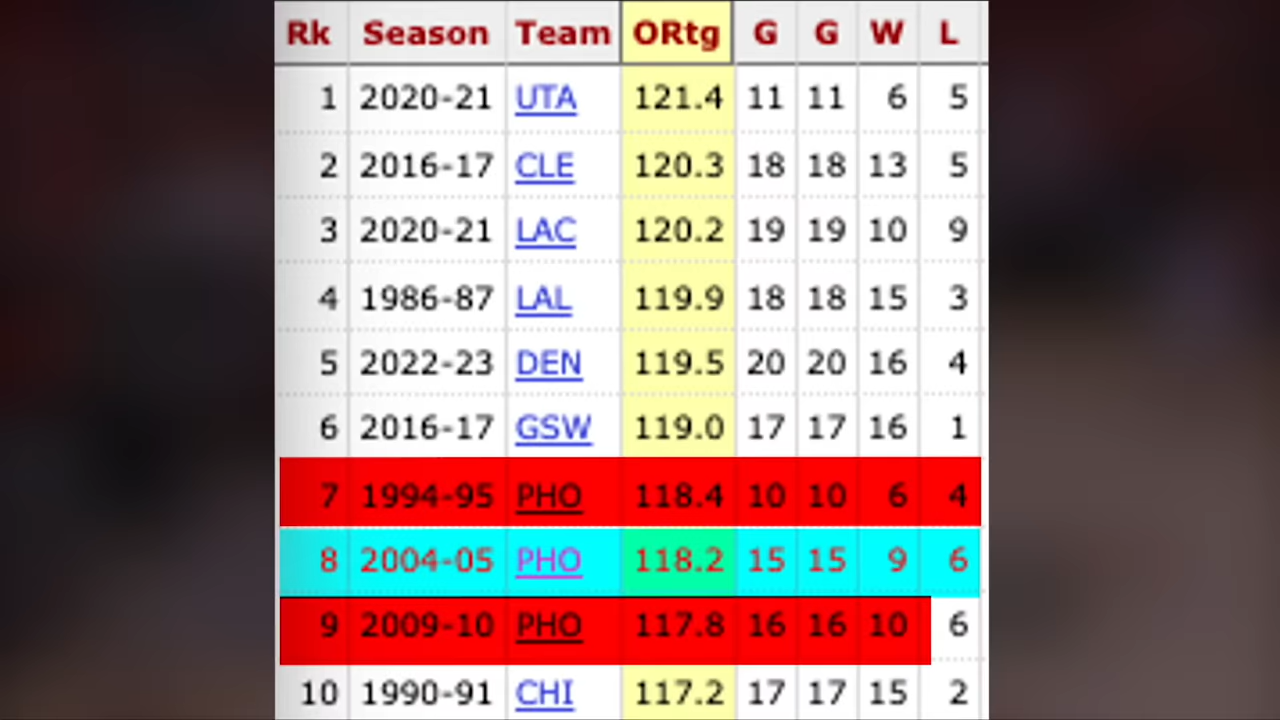 Rk Season Team ORtg G G W L
1 2020-21 UTA 121.4 11 11 6 5
2 2016-17 CLE 120.3 18 18 13 5
3 2020-21 LAC 120.2 19 19 10 9
4 1986-87 LAL 119.9 18 18 15 3
5 2022-23 DEN 119.5 20 20 16 4
6 2016-17 GSW 119.0 17 17 16 1
7 1994-95 PHO 118.4 10 10 6 4
8 2004-05 PHO 118.2 15 15 9 6
9 2009-10 PHO 117.8 16 16 10 6
10 1990-91 CHI 117.2 17 17 15 2